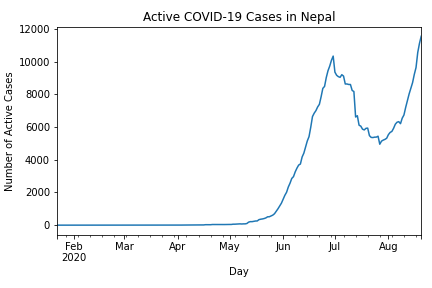 Active COVID-19 Cases in Nepal
12000
10000
8000
6000
4000
2000
0
Number of Active Cases
Feb Mar Apr May Jun Jul Aug
2020
Day